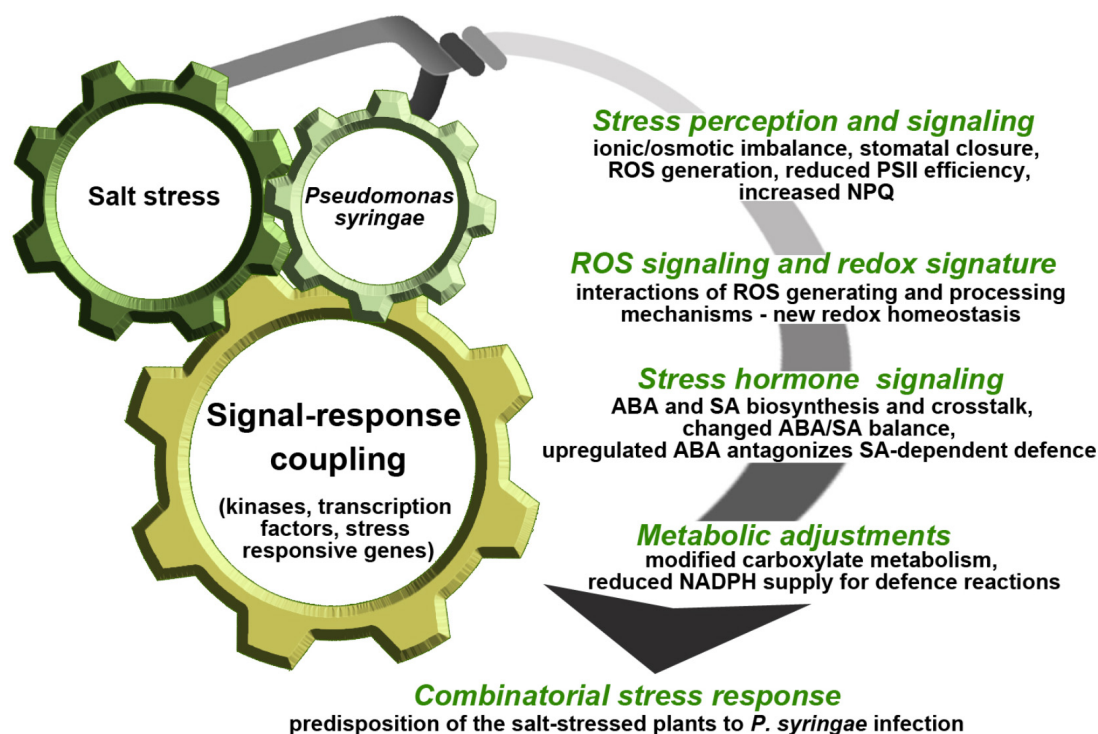 Salt stress
Pseudomonas
syringae
Signal-response
coupling
(kinases, transcription
factors, stress
responsive genes)
Stress perception and signaling
ionic/osmotic imbalance, stomatal closure,
ROS generation, reduced PSII efficiency,
increased NPQ
ROS signaling and redox signature
interactions of ROS generating and processing
mechanisms - new redox homeostasis
Stress hormone signaling
ABA and SA biosynthesis and crosstalk,
changed ABA/SA balance,
upregulated ABA antagonizes SA-dependent defence
Metabolic adjustments
modified carboxylate metabolism,
reduced NADPH supply for defence reactions
Combinatorial stress response
predisposition of the salt-stressed plants to P. syringae infection